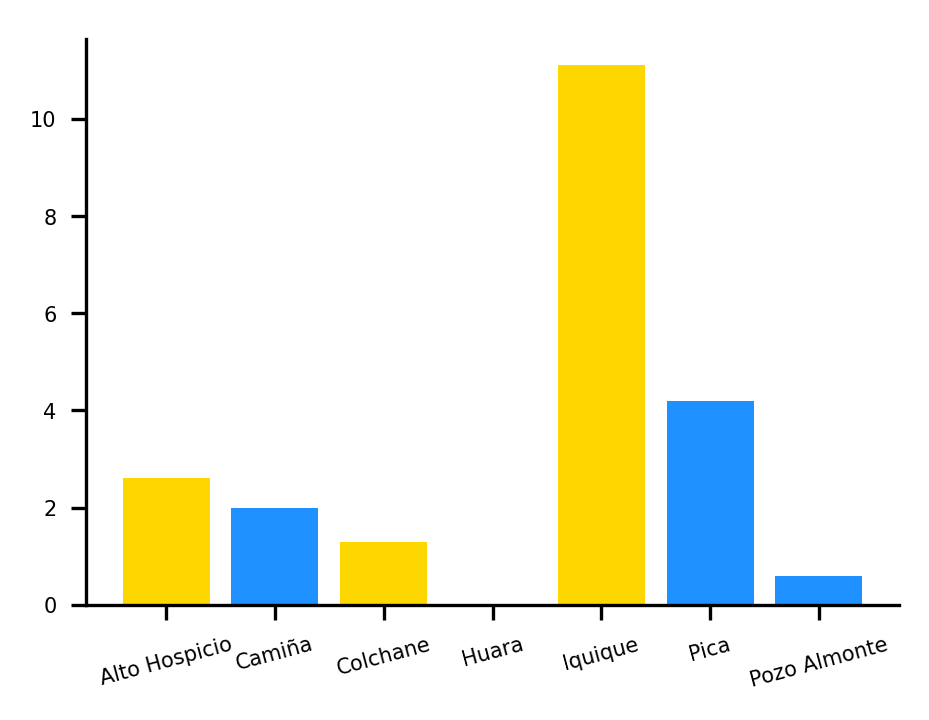 10
8
6
4
2
0
Alto Hospicio
Camiña
Colchane
Huara
Iquique
Pica
Pozo Almonte